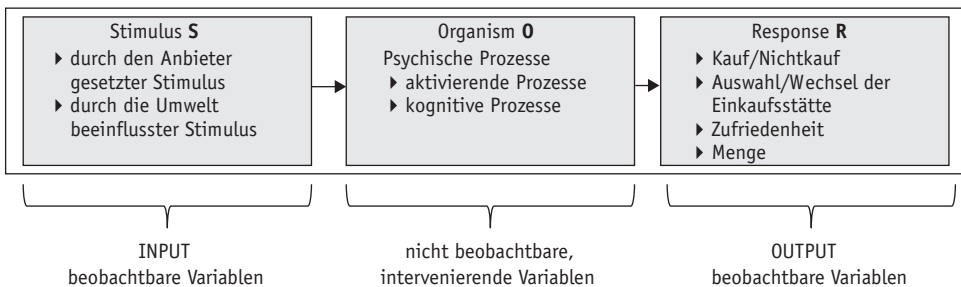 Stimulus S
▶ durch den Anbieter
gesetzter Stimulus
▶ durch die Umwelt
beeinflusster Stimulus
Organism O
Psychische Prozesse
▶ aktivierende Prozesse
▶ kognitive Prozesse
Response R
▶ Kauf/Nichtkauf
▶ Auswahl/Wechsel der
Einkaufsstätte
▶ Zufriedenheit
▶ Menge
INPUT
beobachtbare Variablen
nicht beobachtbare,
intervenierende Variablen
OUTPUT
beobachtbare Variablen